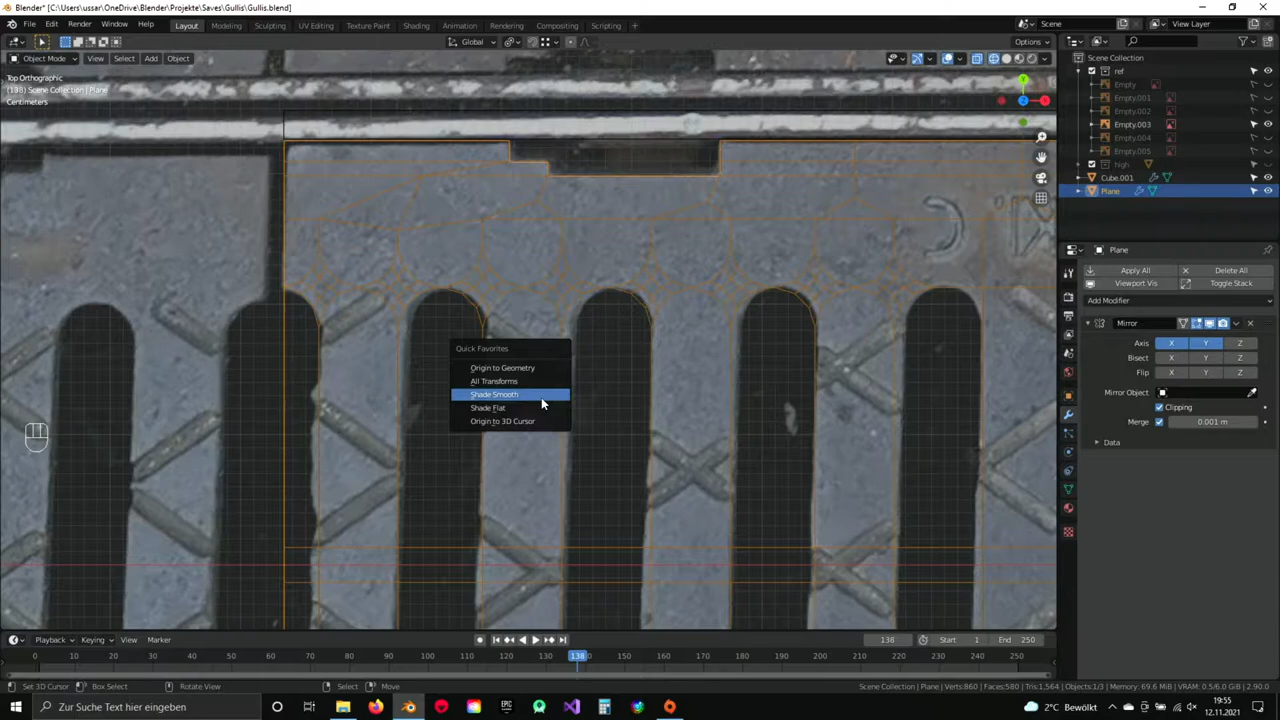 Blender* [C:\Users\ussar\OneDrive\Blender\Projekte\Saves\Gullis\Gullis.blend]
File Edit Render Window Help Layout Modeling Sculpting UV Editing Texture Paint Shading Animation Rendering Compositing Scripting Scene View Layer
Global Options
Object Mode View Select Add Object
Top Orthographic
(138) Scene Collection | Plane
Centimeters
Scene Collection
ref
Empty
Empty.001
Empty.002
Empty.003
Empty.004
Empty.005
high
Cube.001
Plane
Plane
Apply All Delete All
Viewport Vis Toggle Stack
Add Modifier
Mirror
Axis X Y Z
Bisect X Y Z
Flip X Y Z
Mirror Object
Clipping
Merge 0.001 m
Data
Quick Favorites
Origin to Geometry
All Transforms
Shade Smooth
Shade Flat
Origin to 3D Cursor
Playback Keying View Marker 138 Start 1 End 250
0 10 20 30 40 50 60 70 80 90 100 110 120 130 138 150 160 170 180 190 200 210 220 230 240 250
Set 3D Cursor Box Select Rotate View Select Move Scene Collection | Plane | Verts:860 | Faces:580 | Tris:1,564 | Objects:1/3 | Memory: 69.6 MiB | VRAM: 0.5/6.0 GiB | 2.90.0
Zur Suche Text hier eingeben 2°C Bewölkt 19:55
12.11.2021